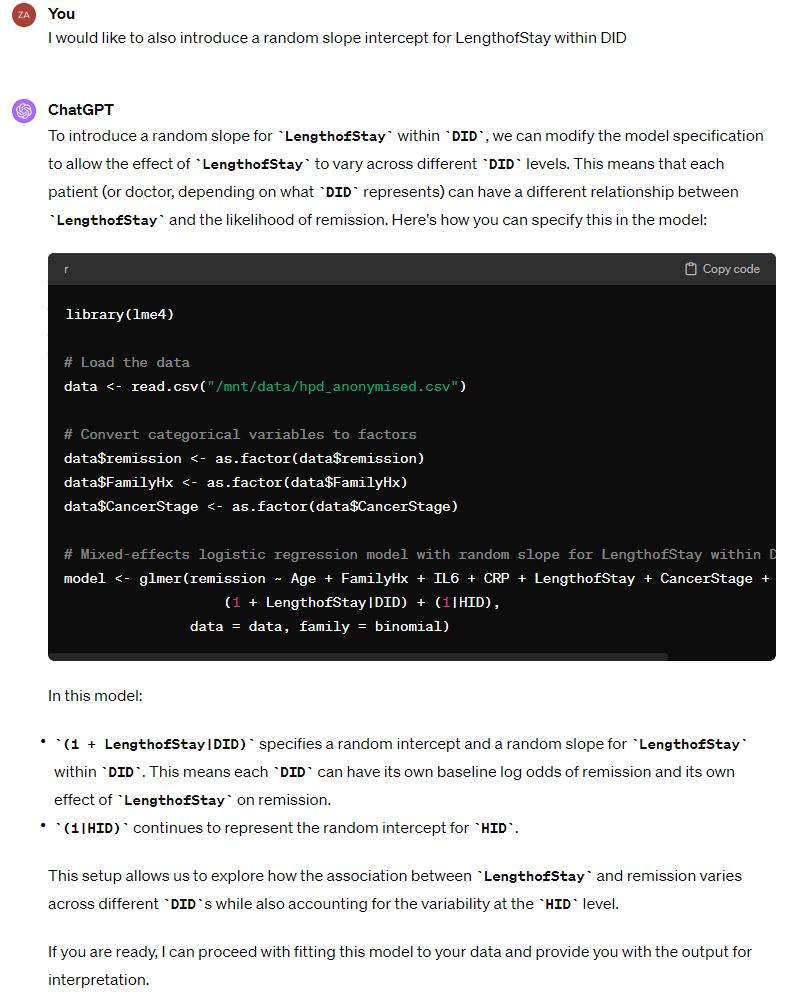 ZA
You
I would like to also introduce a random slope intercept for LengthofStay within DID
ChatGPT
To introduce a random slope for `LengthofStay` within `DID`, we can modify the model specification
to allow the effect of `LengthofStay` to vary across different `DID` levels. This means that each
patient (or doctor, depending on what `DID` represents) can have a different relationship between
`LengthofStay` and the likelihood of remission. Here's how you can specify this in the model:
r Copy code
library(lme4)
# Load the data
data <- read.csv("/mnt/data/hpd_anonymised.csv")
# Convert categorical variables to factors
data$remission <- as.factor(data$remission)
data$FamilyHx <- as.factor(data$FamilyHx)
data$CancerStage <- as.factor(data$CancerStage)
# Mixed-effects logistic regression model with random slope for LengthofStay within D
model <- glmer(remission ~ Age + FamilyHx + IL6 + CRP + LengthofStay + CancerStage +
(1 + LengthofStay|DID) + (1|HID),
data = data, family = binomial)
In this model:
• `(1 + LengthofStay|DID)` specifies a random intercept and a random slope for `LengthofStay`
within `DID`. This means each `DID` can have its own baseline log odds of remission and its own
effect of `LengthofStay` on remission.
• `(1|HID)` continues to represent the random intercept for `HID`.
This setup allows us to explore how the association between `LengthofStay` and remission varies
across different `DID`s while also accounting for the variability at the `HID` level.
If you are ready, I can proceed with fitting this model to your data and provide you with the output for
interpretation.